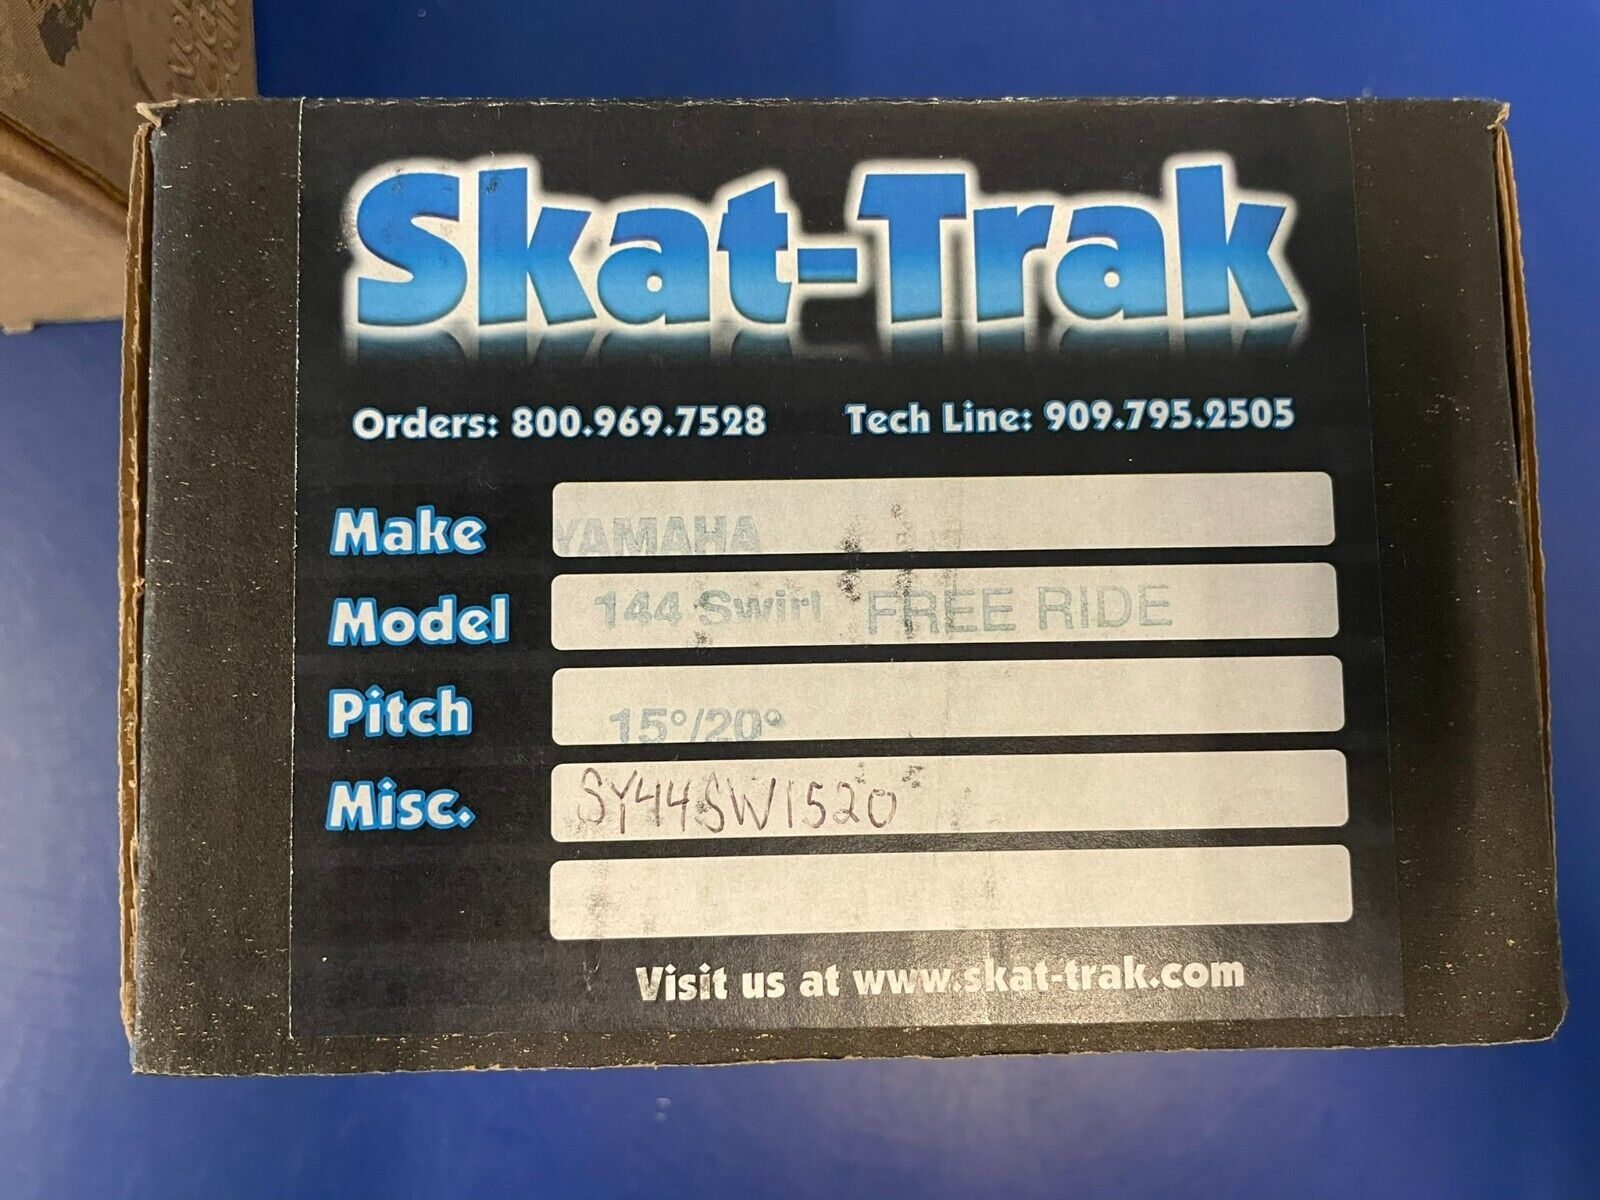 Skat-Trak
Orders: 800.969.7528 Tech Line: 909.795.2505
Make YAMAHA
Model 144 Swirl FREE RIDE
Pitch 15°/20°
Misc. SY44SW1520
Visit us at www.skat-trak.com